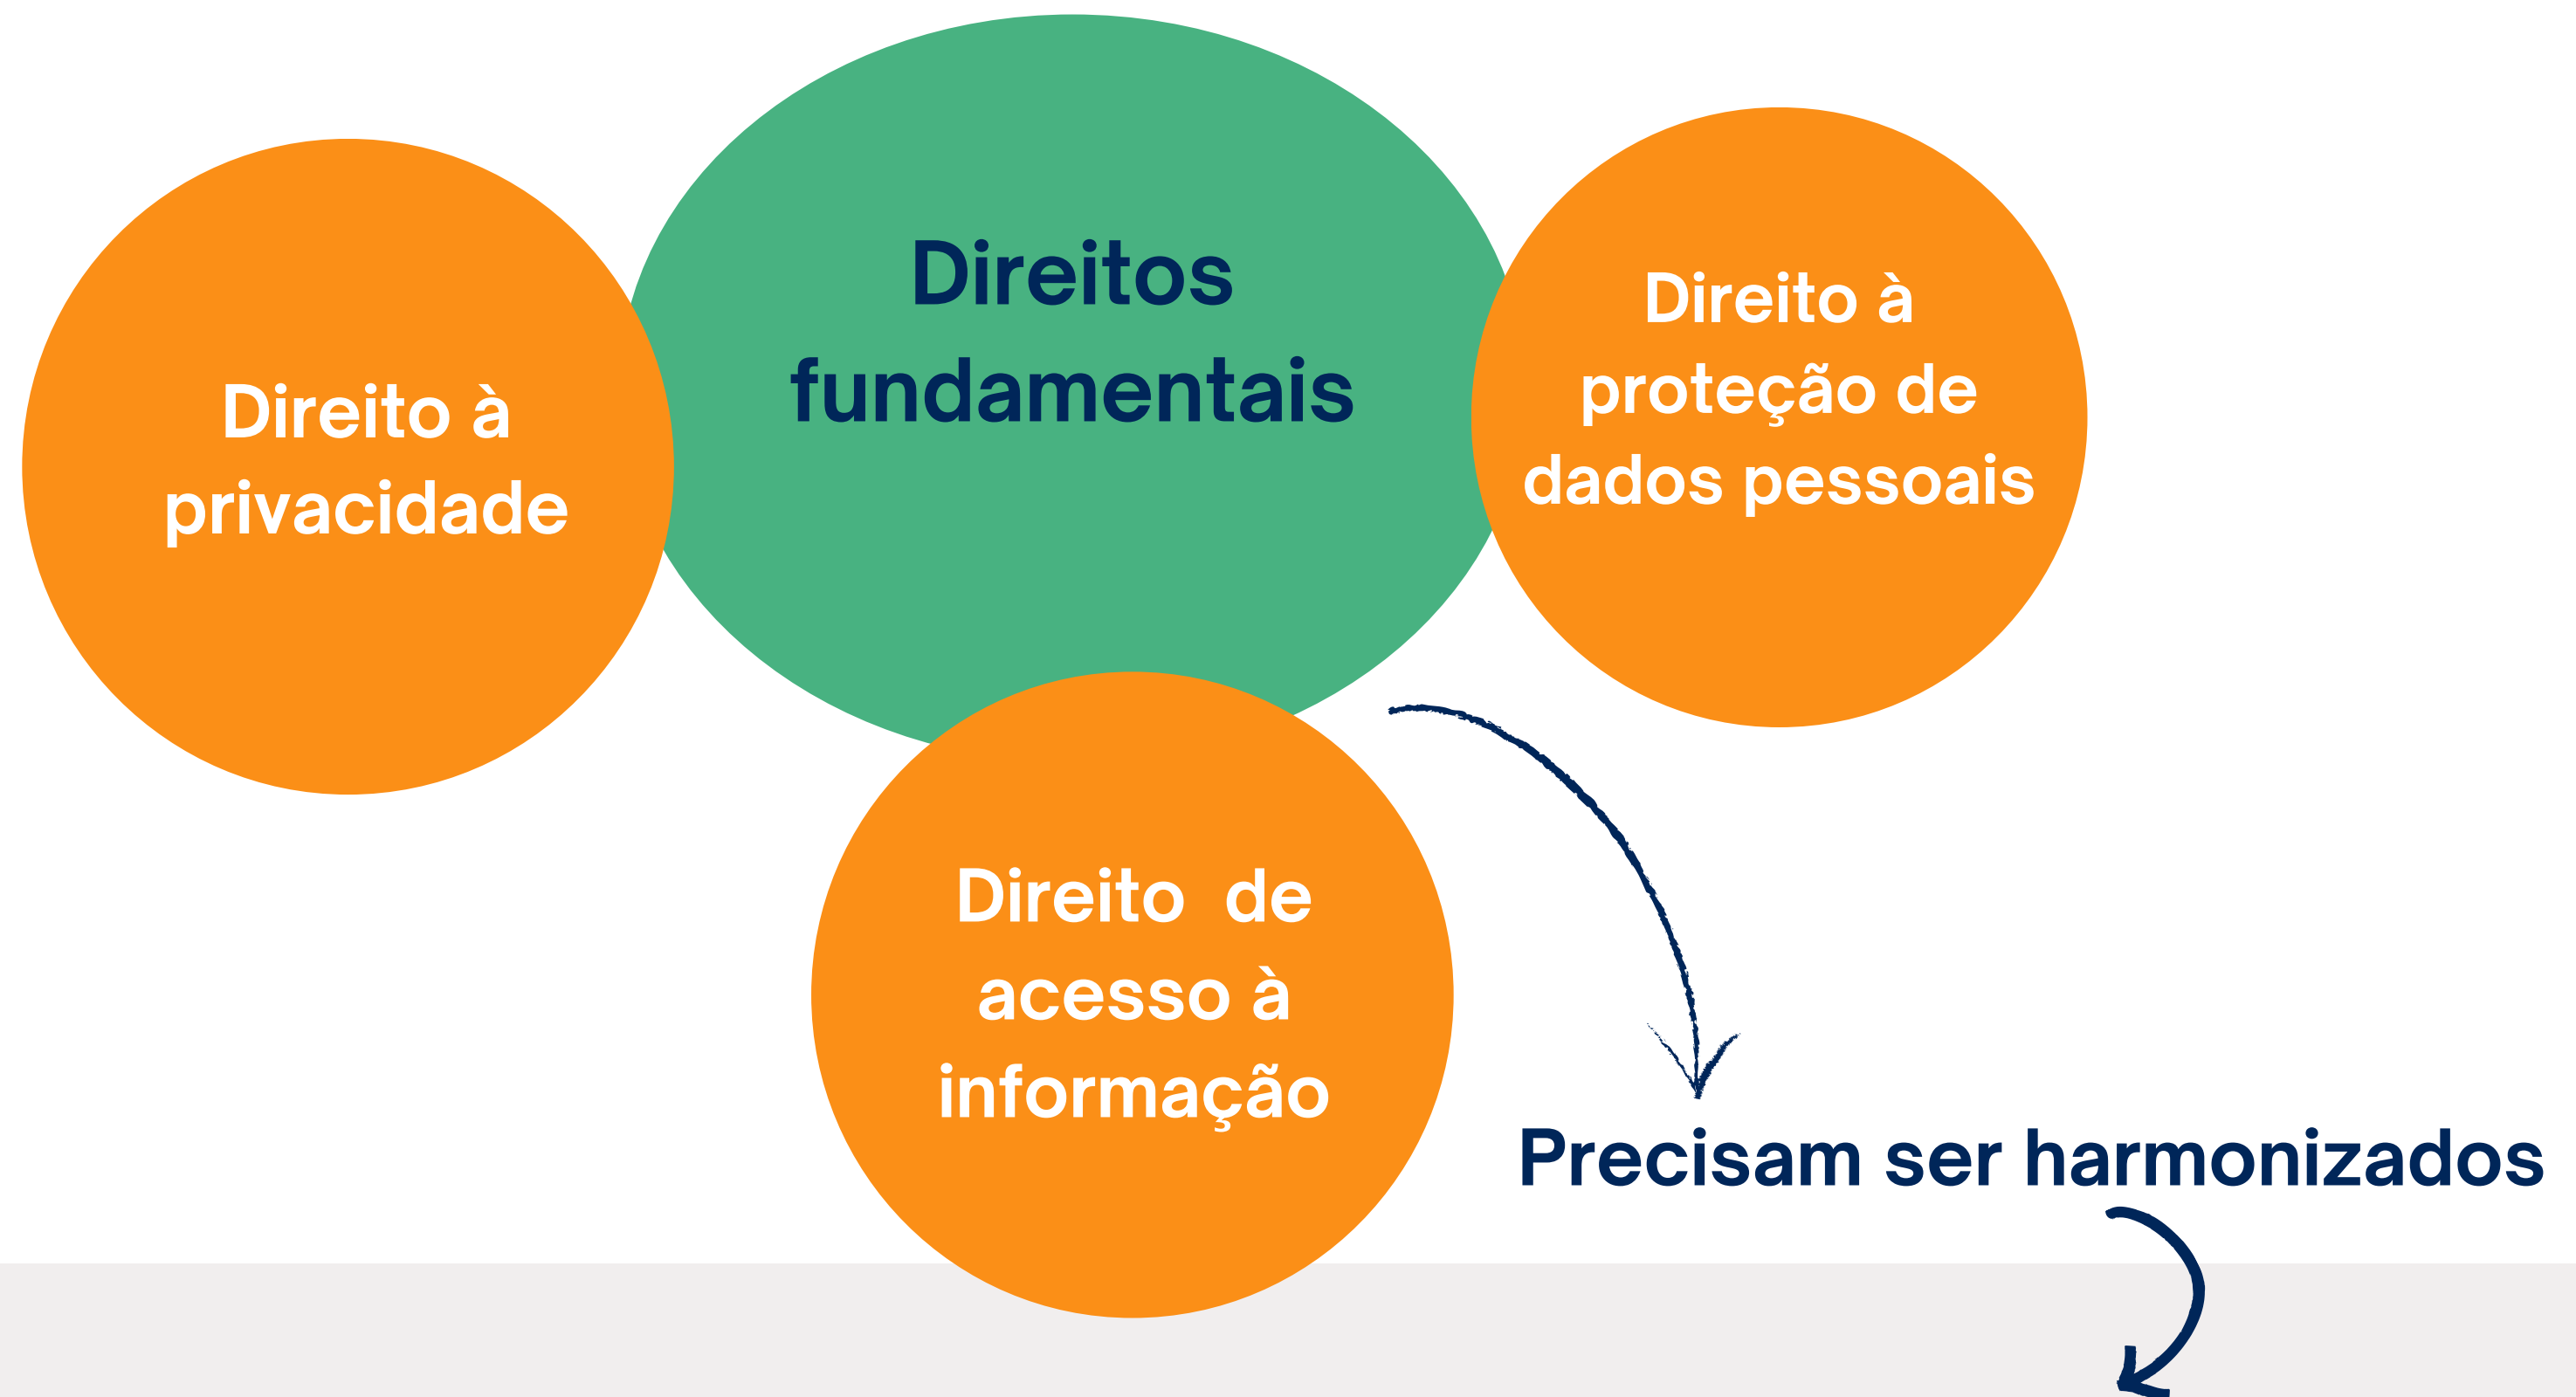 Direitos
fundamentais
Direito à
privacidade
Direito à
proteção de
dados pessoais
Direito  de
acesso à
informação
Precisam ser harmonizados